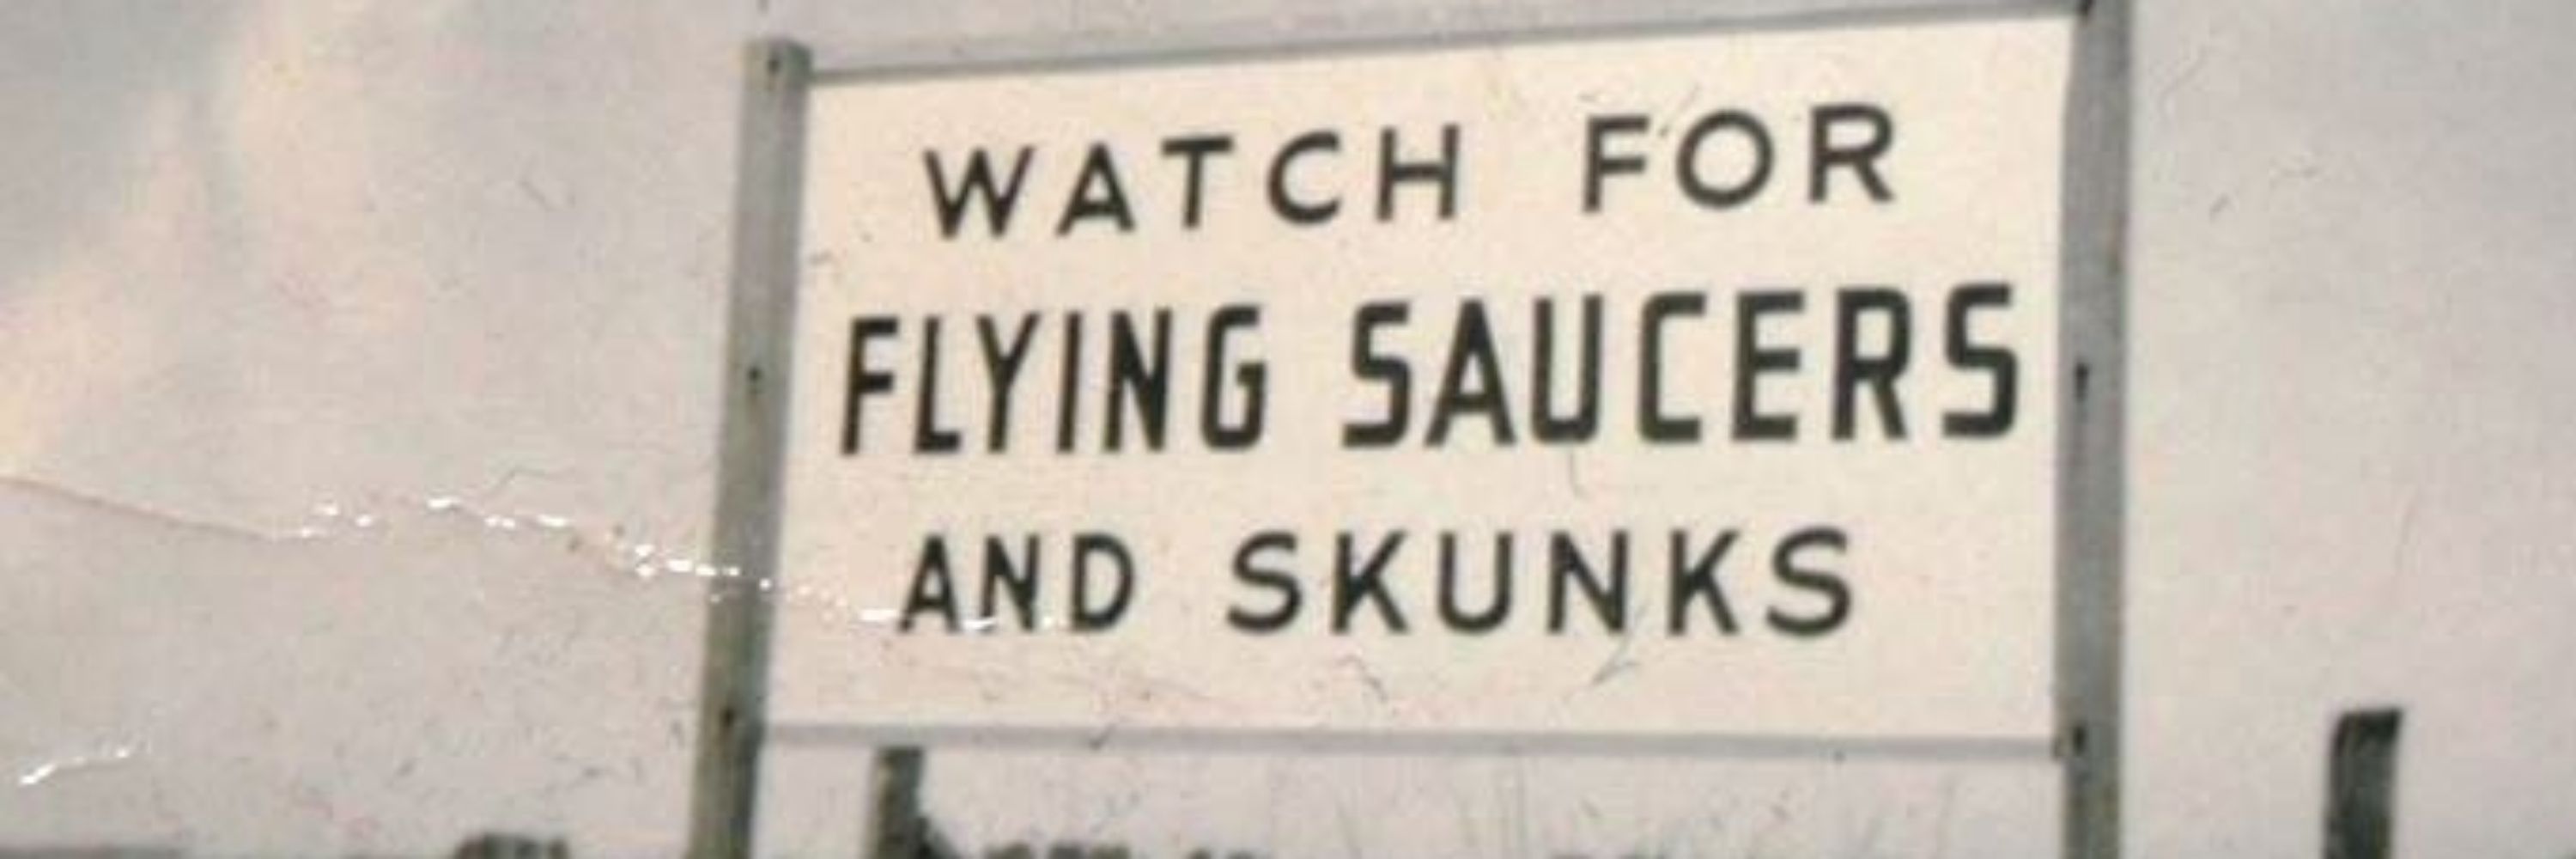 WATCH FOR
FLYING SAUCERS
AND SKUNKS